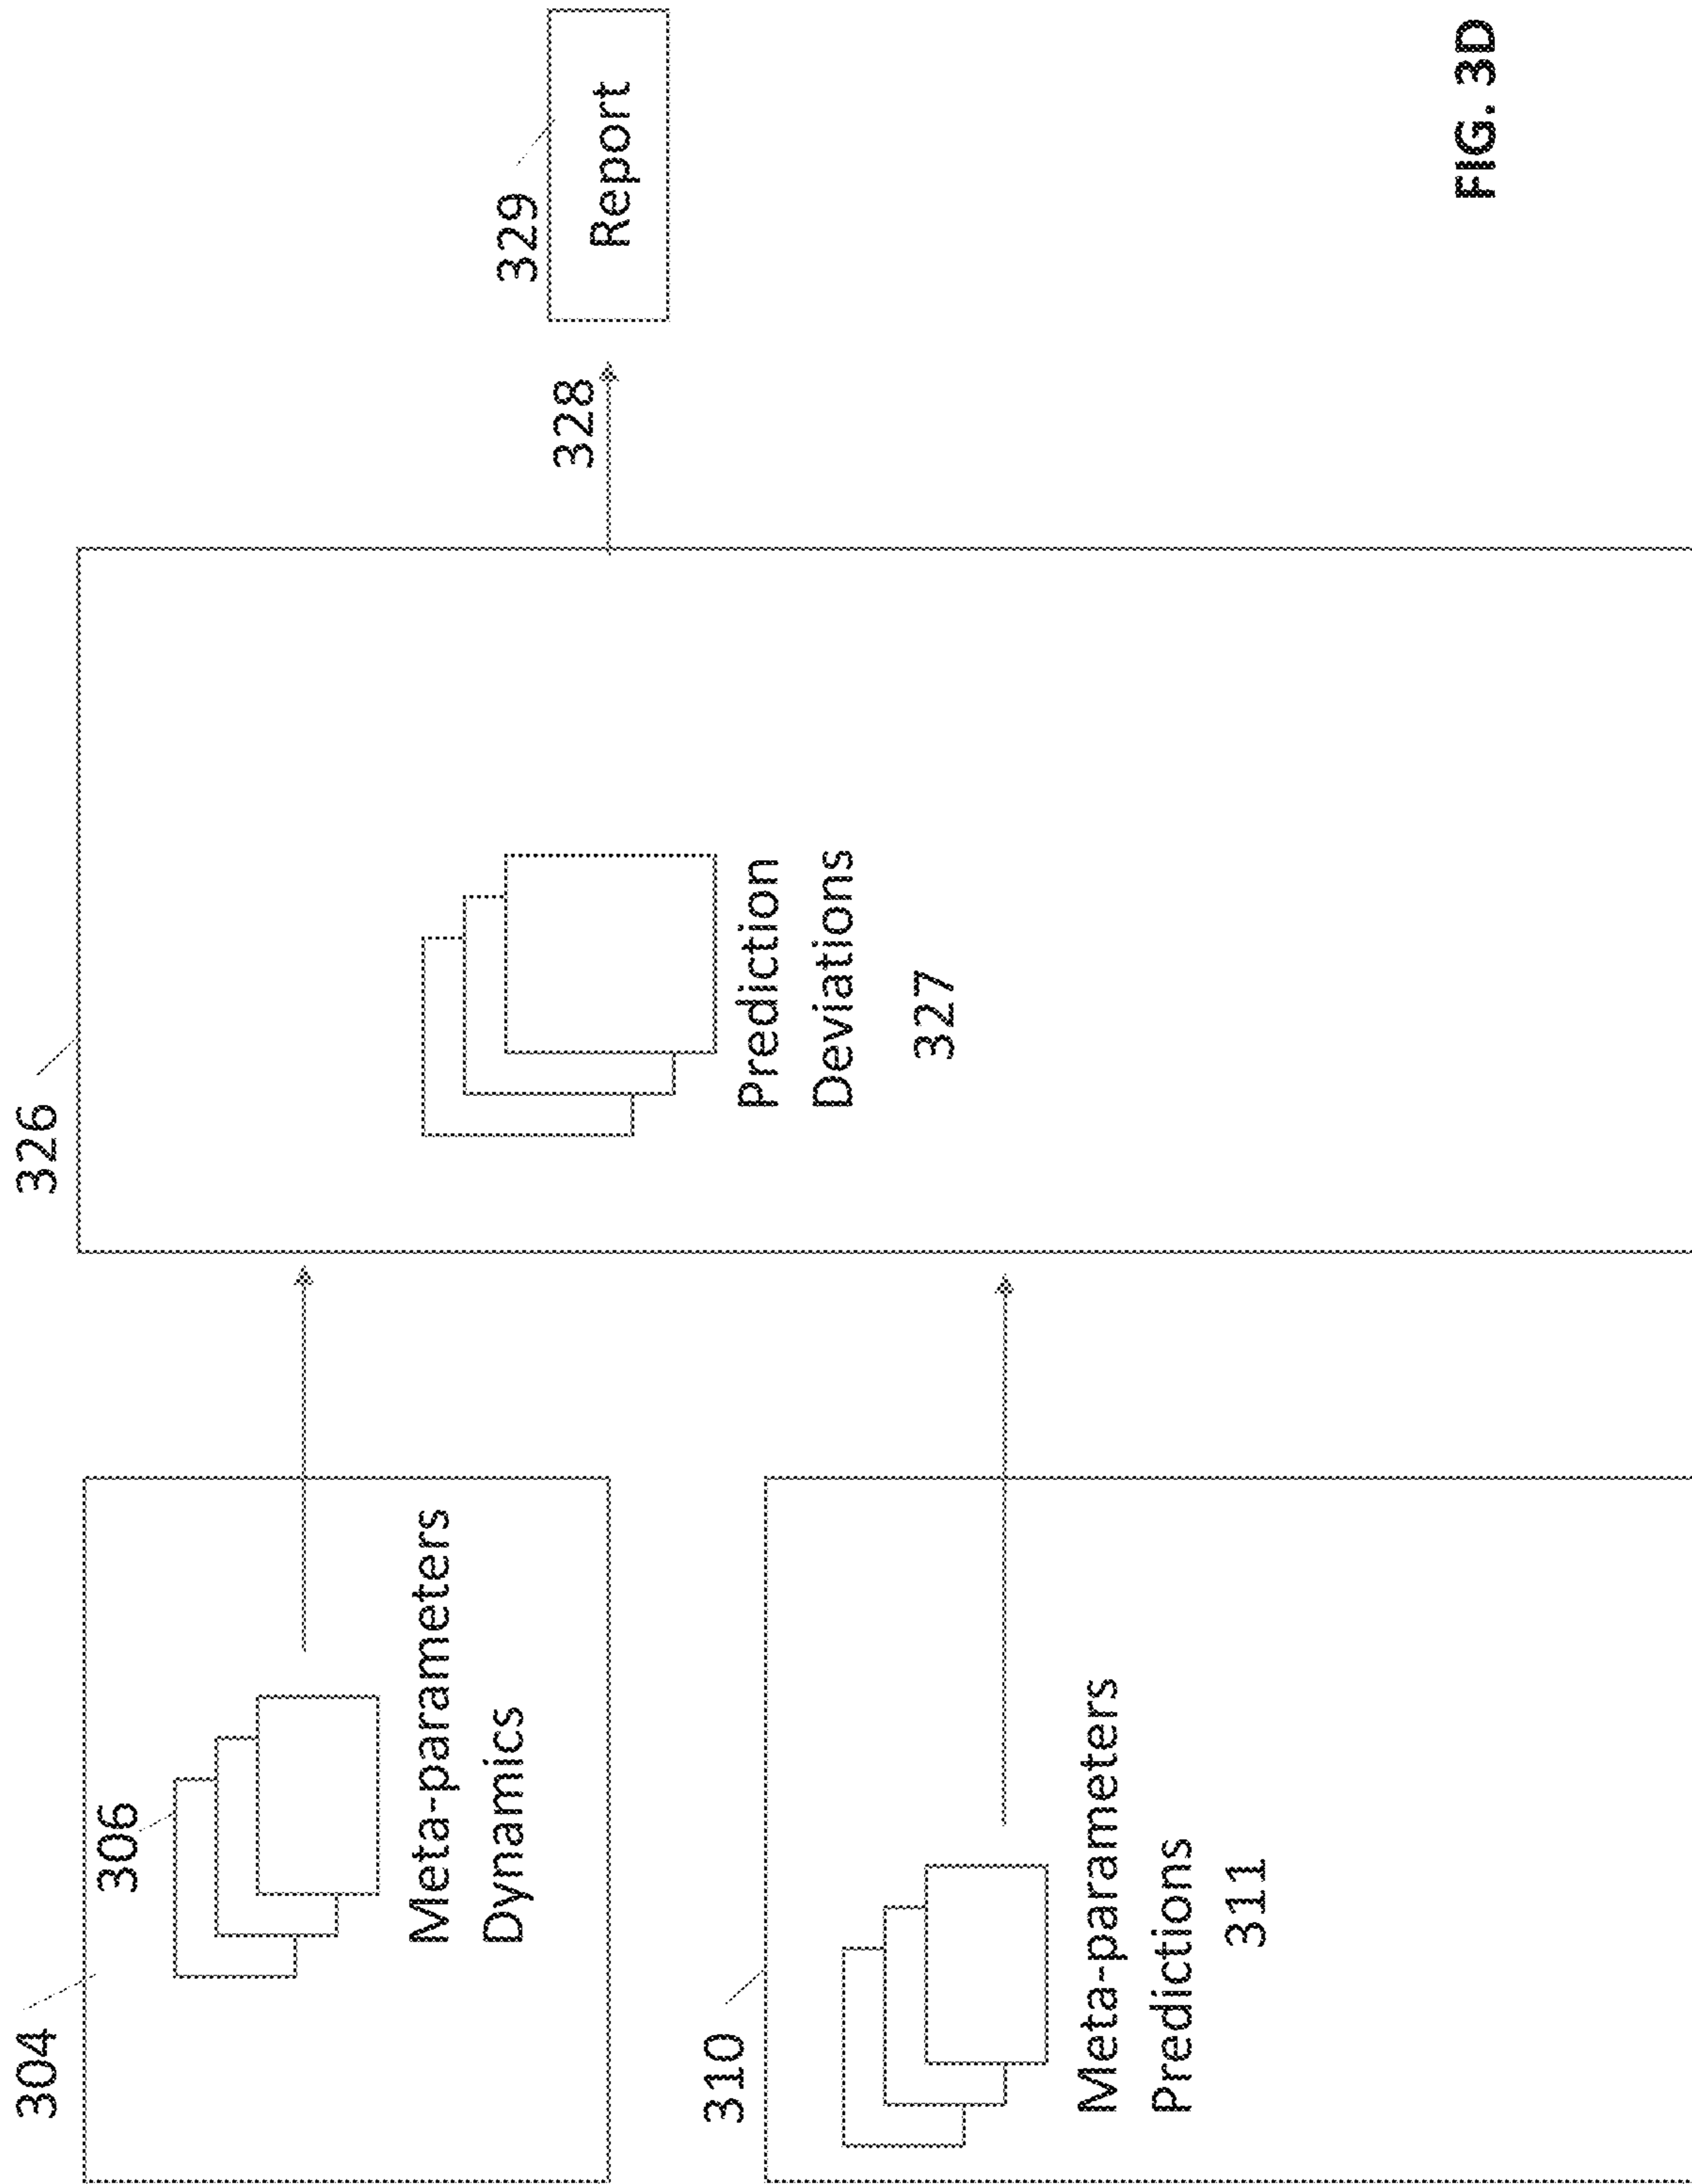 304
306
Meta-parameters
Dynamics
310
Meta-parameters
Predictions
311
326
Prediction
Deviations
327
328
329
Report
FIG. 3D